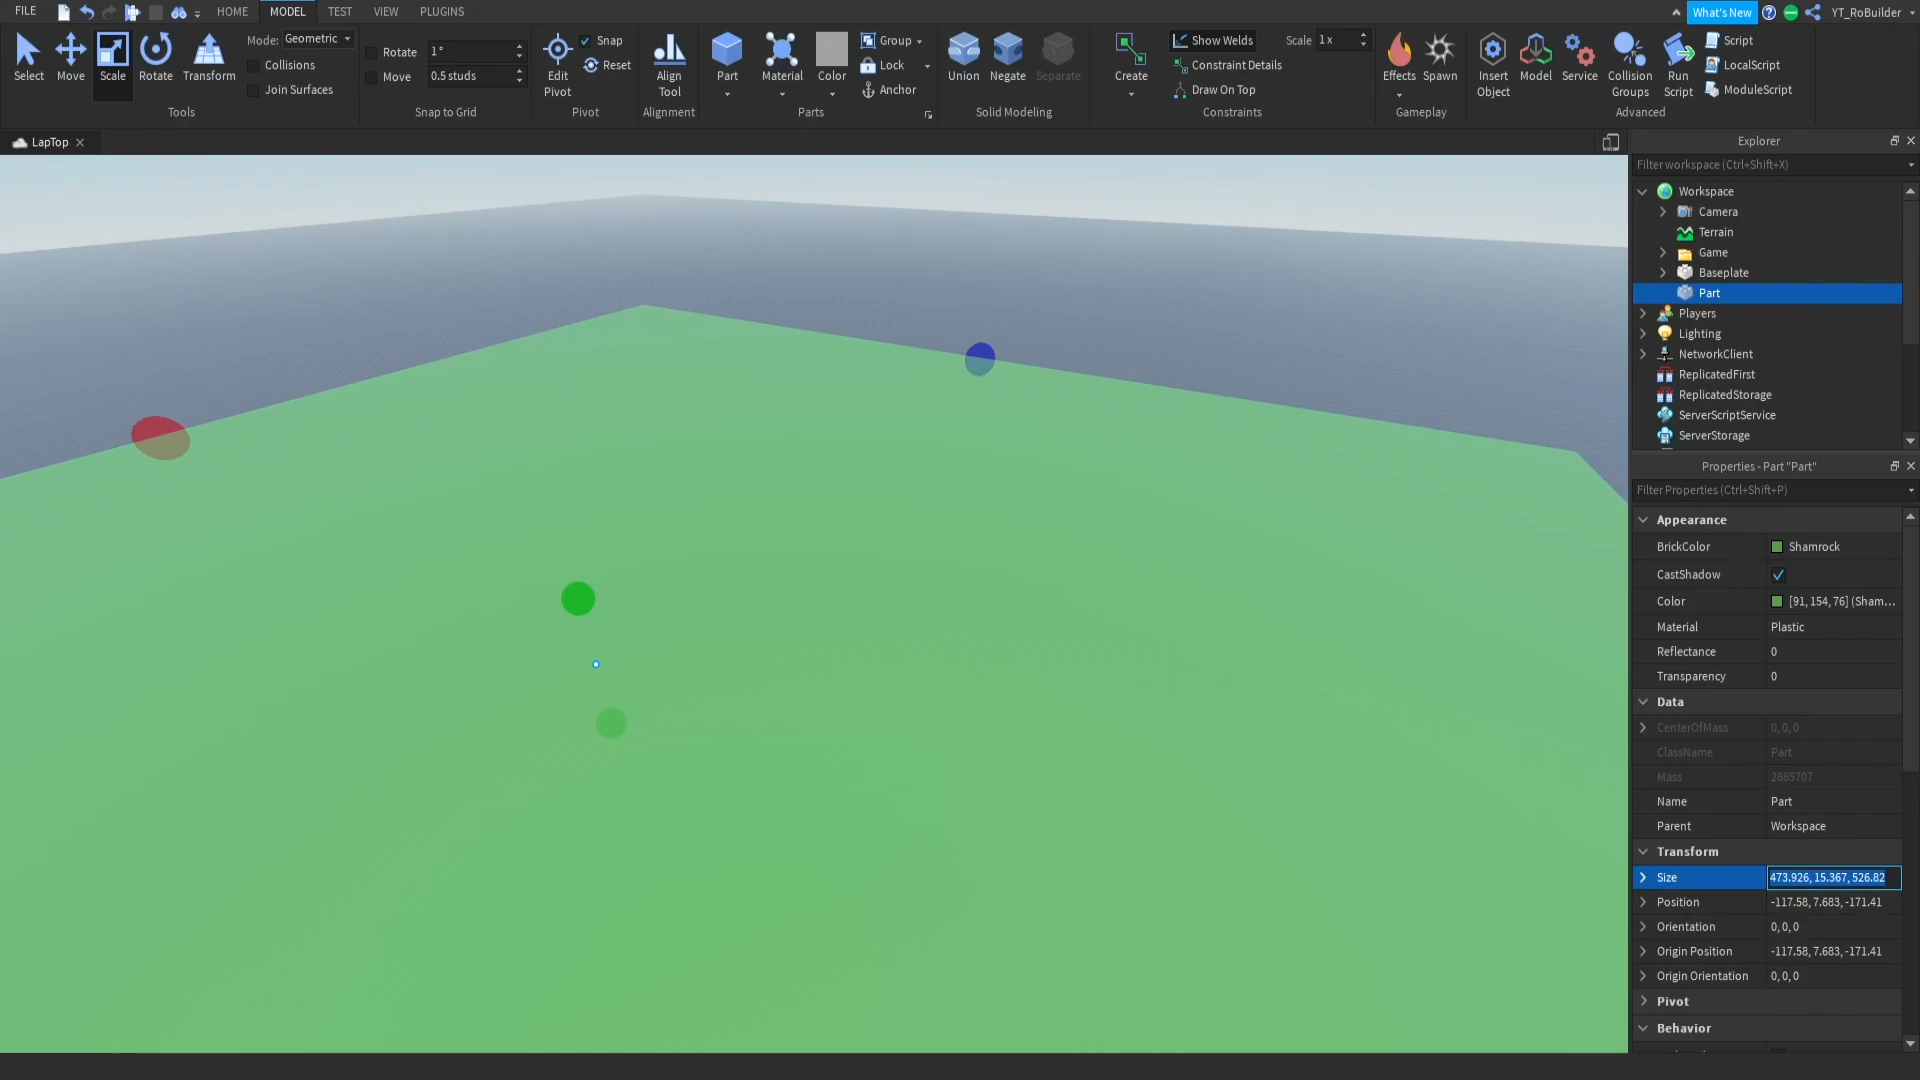 FILE
HOME
MODEL
TEST
VIEW
PLUGINS
What's New
YT_RoBuilder
Select
Move
Scale
Rotate
Transform
Mode: Geometric
Collisions
Join Surfaces
Tools
Rotate 1°
Move 0.5 studs
Snap to Grid
Edit
Pivot
Snap
Reset
Pivot
Align
Tool
Alignment
Part
Material
Color
Group
Lock
Anchor
Parts
Union
Negate
Separate
Solid Modeling
Create
Show Welds
Scale 1x
Constraint Details
Draw On Top
Constraints
Effects
Spawn
Gameplay
Insert
Object
Model
Service
Collision
Groups
Run
Script
Script
LocalScript
ModuleScript
Advanced
LapTop
Explorer
Filter workspace (Ctrl+Shift+X)
Workspace
Camera
Terrain
Game
Baseplate
Part
Players
Lighting
NetworkClient
ReplicatedFirst
ReplicatedStorage
ServerScriptService
ServerStorage
Properties - Part "Part"
Filter Properties (Ctrl+Shift+P)
Appearance
BrickColor Shamrock
CastShadow
Color [91, 154, 76] (Sham...
Material Plastic
Reflectance 0
Transparency 0
Data
CenterOfMass 0, 0, 0
ClassName Part
Mass 2685707
Name Part
Parent Workspace
Transform
Size 473.926, 15.367, 526.82
Position -117.58, 7.683, -171.41
Orientation 0, 0, 0
Origin Position -117.58, 7.683, -171.41
Origin Orientation 0, 0, 0
Pivot
Behavior